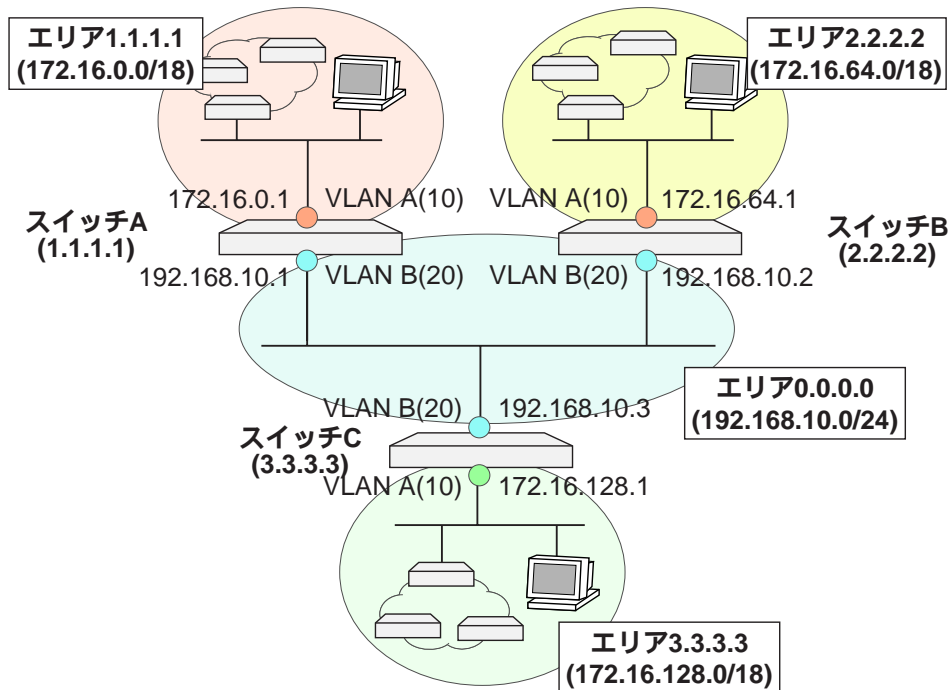 エリア1.1.1.1
(172.16.0.0/18)
エリア2.2.2.2
(172.16.64.0/18)
172.16.0.1
VLAN A(10)
VLAN A(10)
172.16.64.1
スイッチA
(1.1.1.1)
スイッチB
(2.2.2.2)
192.168.10.1
VLAN B(20)
VLAN B(20)
192.168.10.2
エリア0.0.0.0
(192.168.10.0/24)
VLAN B(20)
192.168.10.3
スイッチC
(3.3.3.3)
VLAN A(10)
172.16.128.1
エリア3.3.3.3
(172.16.128.0/18)